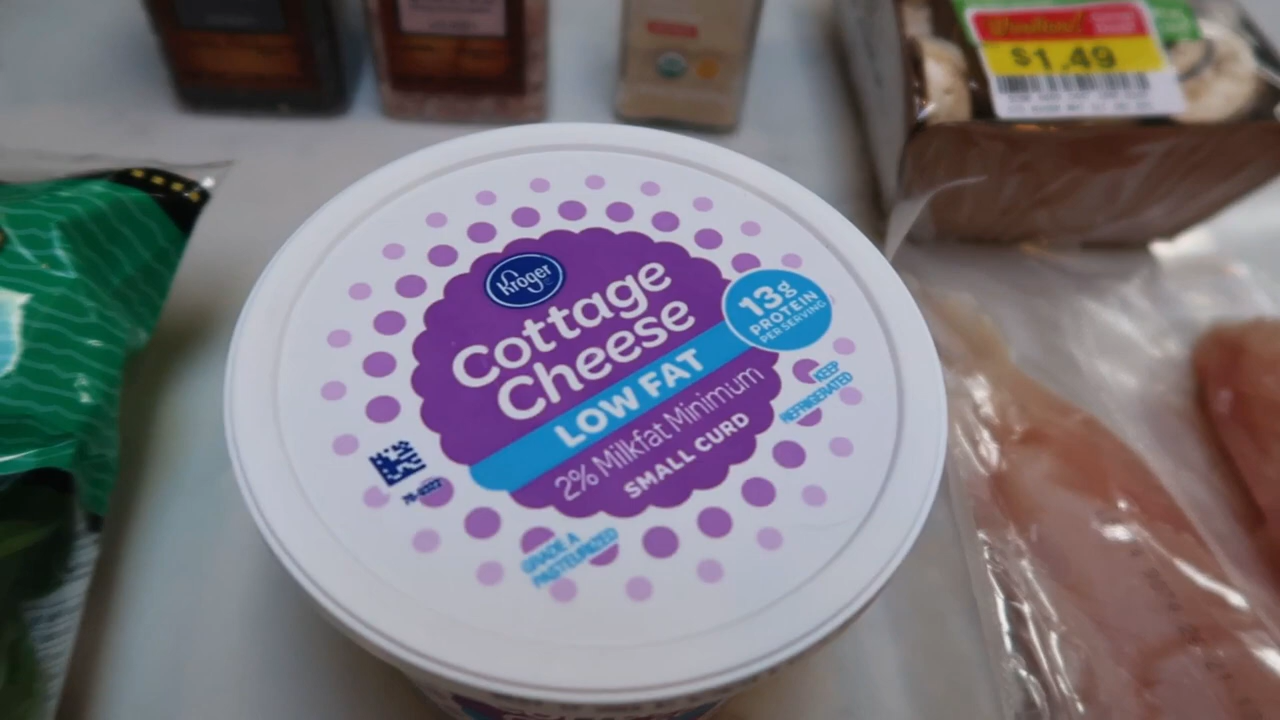 $1.49
Kroger
Cottage
Cheese
LOW FAT
2% Milkfat Minimum
SMALL CURD
13g
PROTEIN
PER SERVING
KEEP
REFRIGERATED
GRADE A
PASTEURIZED